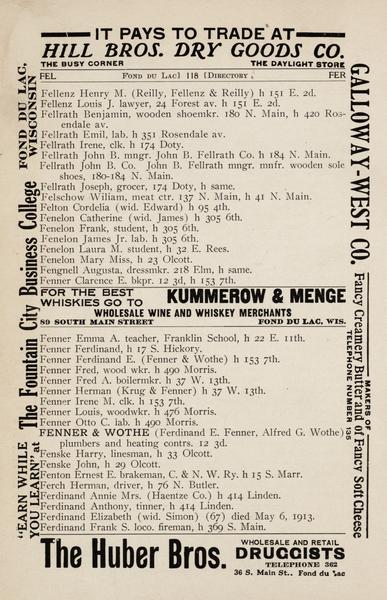 IT PAYS TO TRADE AT
HILL BROS. DRY GOODS CO.
THE BUSY CORNER THE DAYLIGHT STORE
FEL FOND DU LAC] 118 [DIRECTORY. FER
Fellenz Henry M. (Reilly, Fellenz & Reilly) h 151 E. 2d.
Fellenz Louis J. lawyer, 24 Forest av. h 151 E. 2d.
Fellrath Benjamin, wooden shoemkr. 180 N. Main, h 420 Ros-
endale av.
Fellrath Emil, lab. h 351 Rosendale av.
Fellrath Irene, clk. h 174 Doty.
Fellrath John B. mngr. John B. Fellrath Co. h 184 N. Main.
Fellrath John B. Co. John B. Fellrath mngr. mnfr. wooden sole
shoes, 180-184 N. Main.
Fellrath Joseph, grocer, 174 Doty, h same.
Felschow Wiliam, meat ctr. 137 N. Main, h 41 N. Main.
Felton Cordelia (wid. Edward) h 95 4th.
Fenelon Catherine (wid. James) h 305 6th.
Fenelon Frank, student, h 305 6th.
Fenelon James Jr. lab. h 305 6th.
Fenelon Laura M. student, h 32 E. Rees.
Fenelon Mary Miss, h 23 Olcott.
Fengnell Augusta, dressmkr. 218 Elm, h same.
Fenner Clarence E. bkpr. 12 3d, h 153 7th.
FOR THE BEST
WHISKIES GO TO KUMMEROW & MENGE
WHOLESALE WINE AND WHISKEY MERCHANTS
89 SOUTH MAIN STREET FOND DU LAC, WIS.
Fenner Emma A. teacher, Franklin School, h 22 E. 11th.
Fenner Ferdinand, h 17 S. Hickory.
Fenner Ferdinand E. (Fenner & Wothe) h 153 7th.
Fenner Fred, wood wkr. h 490 Morris.
Fenner Fred A. boilermkr. h 37 W. 13th.
Fenner Herman (Krug & Fenner) h 37 W. 13th.
Fenner Irene M. clk. h 153 7th.
Fenner Louis, woodwkr. h 476 Morris.
Fenner Otto C. lab. h 490 Morris.
FENNER & WOTHE (Ferdinand E. Fenner, Alfred G. Wothe)
plumbers and heating contrs. 12 3d.
Fenske Harry, linesman, h 33 Olcott.
Fenske John, h 29 Olcott.
Fenton Ernest E. brakeman, C. & N. W. Ry. h 15 S. Marr.
Ferch Herman, driver, h 76 N. Butler.
Ferdinand Annie Mrs. (Haentze Co.) h 414 Linden.
Ferdinand Anthony, tinner, h 414 Linden.
Ferdinand Elizabeth (wid. Simon) (67) died May 6, 1913.
Ferdinand Frank S. loco. fireman, h 369 S. Main.
The Huber Bros.
WHOLESALE AND RETAIL
DRUGGISTS
TELEPHONE 362
36 S. Main St., Fond du Lac
"EARN WHILE
YOU LEARN" at
The Fountain City Business College
FOND DU LAC,
WISCONSIN
GALLOWAY-WEST CO.
MAKERS OF
Fancy Creamery Butter and of Fancy Soft Cheese
TELEPHONE NUMBER 135